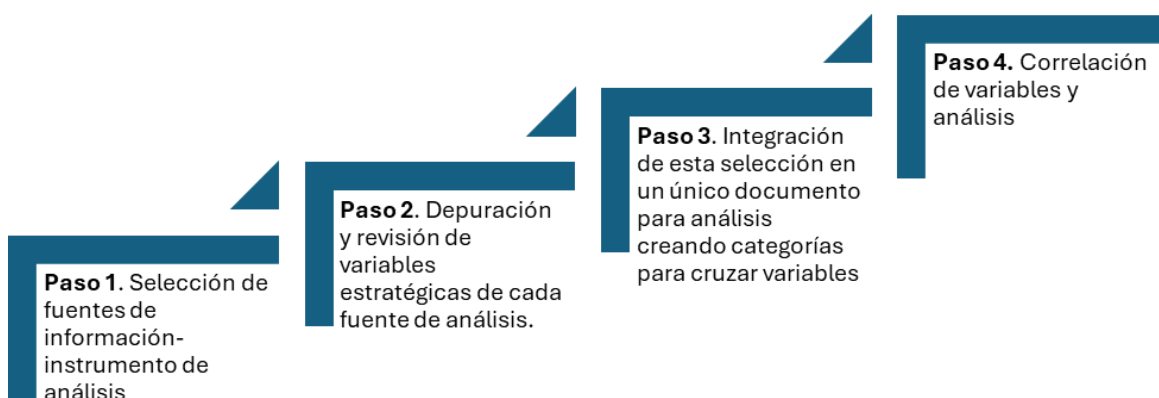 Paso 1. Selección de
fuentes de
información-
instrumento de
análisis
Paso 2. Depuración
y revisión de
variables
estratégicas de cada
fuente de análisis.
Paso 3. Integración
de esta selección en
un único documento
para análisis
creando categorías
para cruzar variables
Paso 4. Correlación
de variables y
análisis